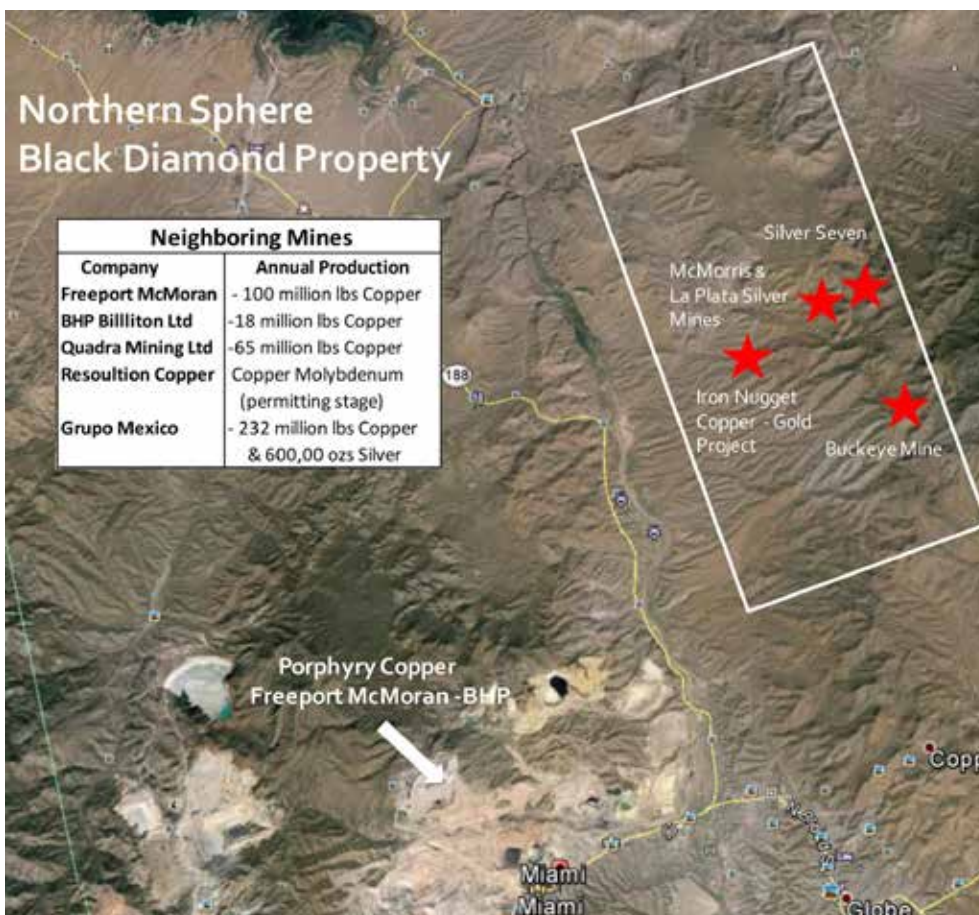 Northern Sphere
Black Diamond Property
Neighboring Mines
Company Annual Production
Freeport McMoran - 100 million lbs Copper
BHP Billliton Ltd -18 million lbs Copper
Quadra Mining Ltd -65 million lbs Copper
Resoultion Copper Copper Molybdenum
(permitting stage)
Grupo Mexico - 232 million lbs Copper
& 600,00 ozs Silver
188
Silver Seven
McMorris &
La Plata Silver
Mines
Iron Nugget
Copper - Gold
Project
Buckeye Mine
Porphyry Copper
Freeport McMoran -BHP
Copp
Miami
Miami
Globe